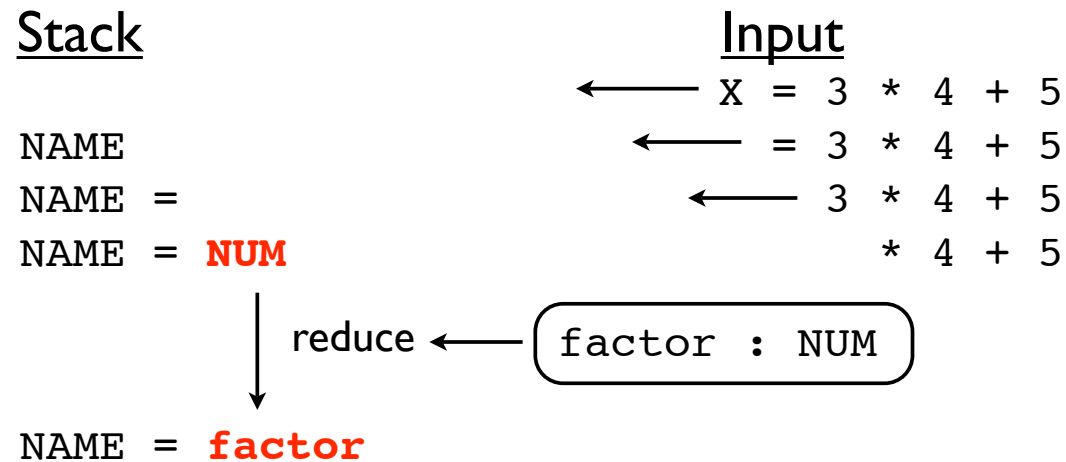 Stack Input
X = 3 * 4 + 5
NAME = 3 * 4 + 5
NAME = 3 * 4 + 5
NAME = NUM * 4 + 5
reduce factor : NUM
NAME = factor